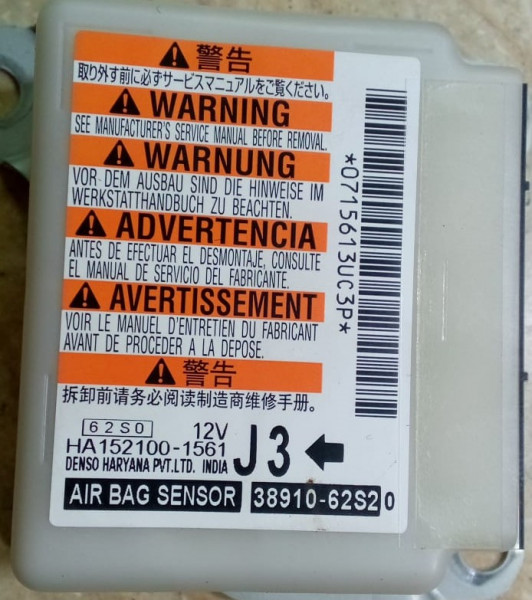 警告
取り外す前に必ずサービスマニュアルをご覧ください。
WARNING
SEE MANUFACTURER'S SERVICE MANUAL BEFORE REMOVAL.
WARNUNG
VOR DEM AUSBAU SIND DIE HINWEISE IM
WERKSTATTHANDBUCH ZU BEACHTEN.
ADVERTENCIA
ANTES DE EFECTUAR EL DESMONTAJE, CONSULTE
EL MANUAL DE SERVICIO DEL FABRICANTE.
AVERTISSEMENT
VOIR LE MANUEL D'ENTRETIEN DU FABRICANT
AVANT DE PROCEDER A LA DEPOSE.
警告
拆卸前请务必阅读制造商维修手册。
62S0 12V
HA152100-1561 J3
DENSO HARYANA PVT.LTD. INDIA
AIR BAG SENSOR 38910-62S20
*0715613UC3P*